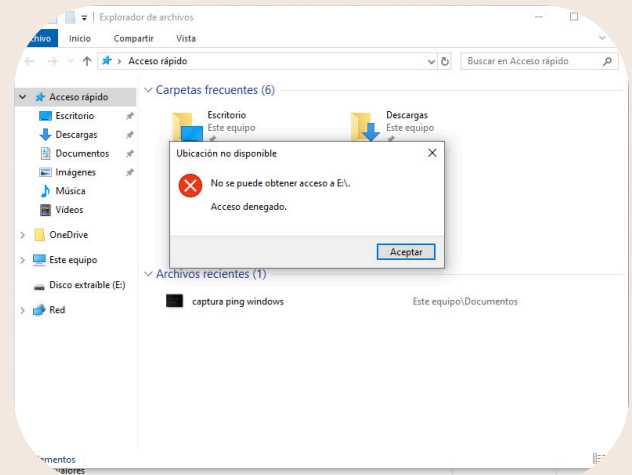 Explorador de archivos
Inicio Compartir Vista
Acceso rápido
Buscar en Acceso rápido
Acceso rápido
Escritorio
Descargas
Documentos
Imágenes
Música
Vídeos
OneDrive
Este equipo
Disco extraíble (E:)
Red
Carpetas frecuentes (6)
Escritorio
Este equipo
Descargas
Este equipo
Ubicación no disponible
No se puede obtener acceso a E:\.
Acceso denegado.
Aceptar
Archivos recientes (1)
captura ping windows Este equipo\Documentos